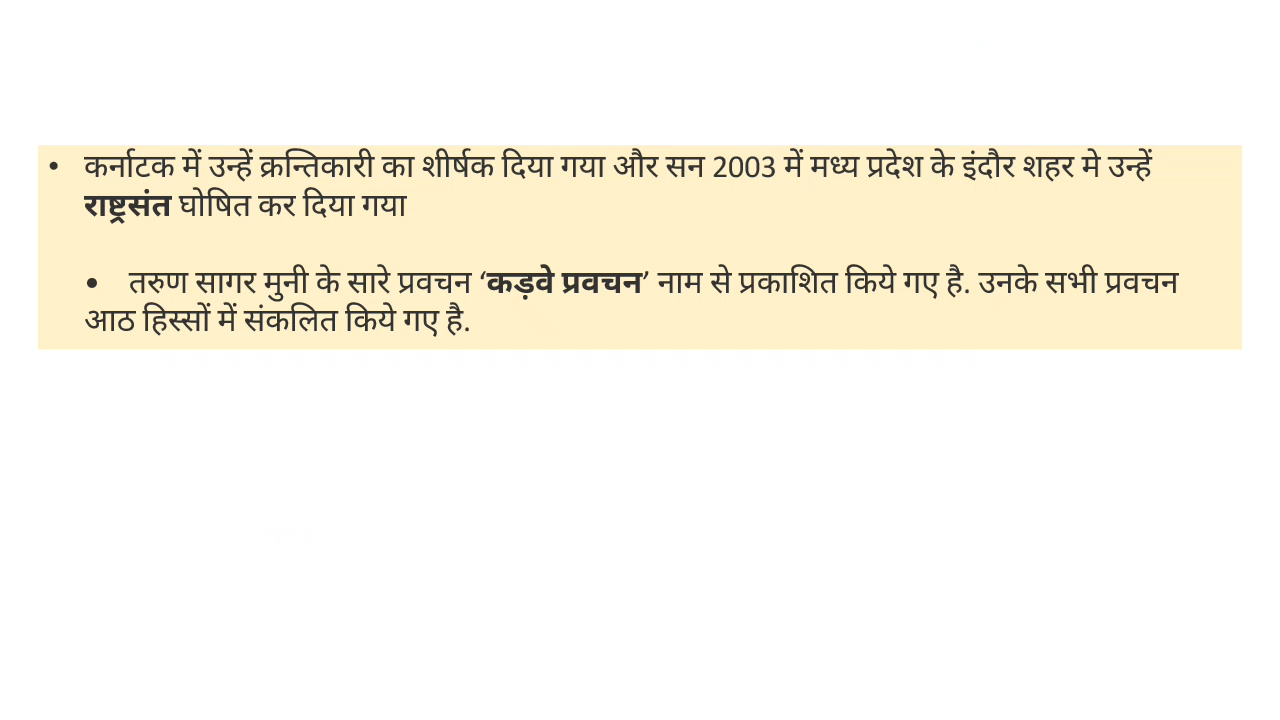 • कर्नाटक में उन्हें क्रन्तिकारी का शीर्षक दिया गया और सन 2003 में मध्य प्रदेश के इंदौर शहर मे उन्हें
राष्ट्रसंत घोषित कर दिया गया
• तरुण सागर मुनी के सारे प्रवचन ‘कड़वे प्रवचन’ नाम से प्रकाशित किये गए है. उनके सभी प्रवचन
आठ हिस्सों में संकलित किये गए है.